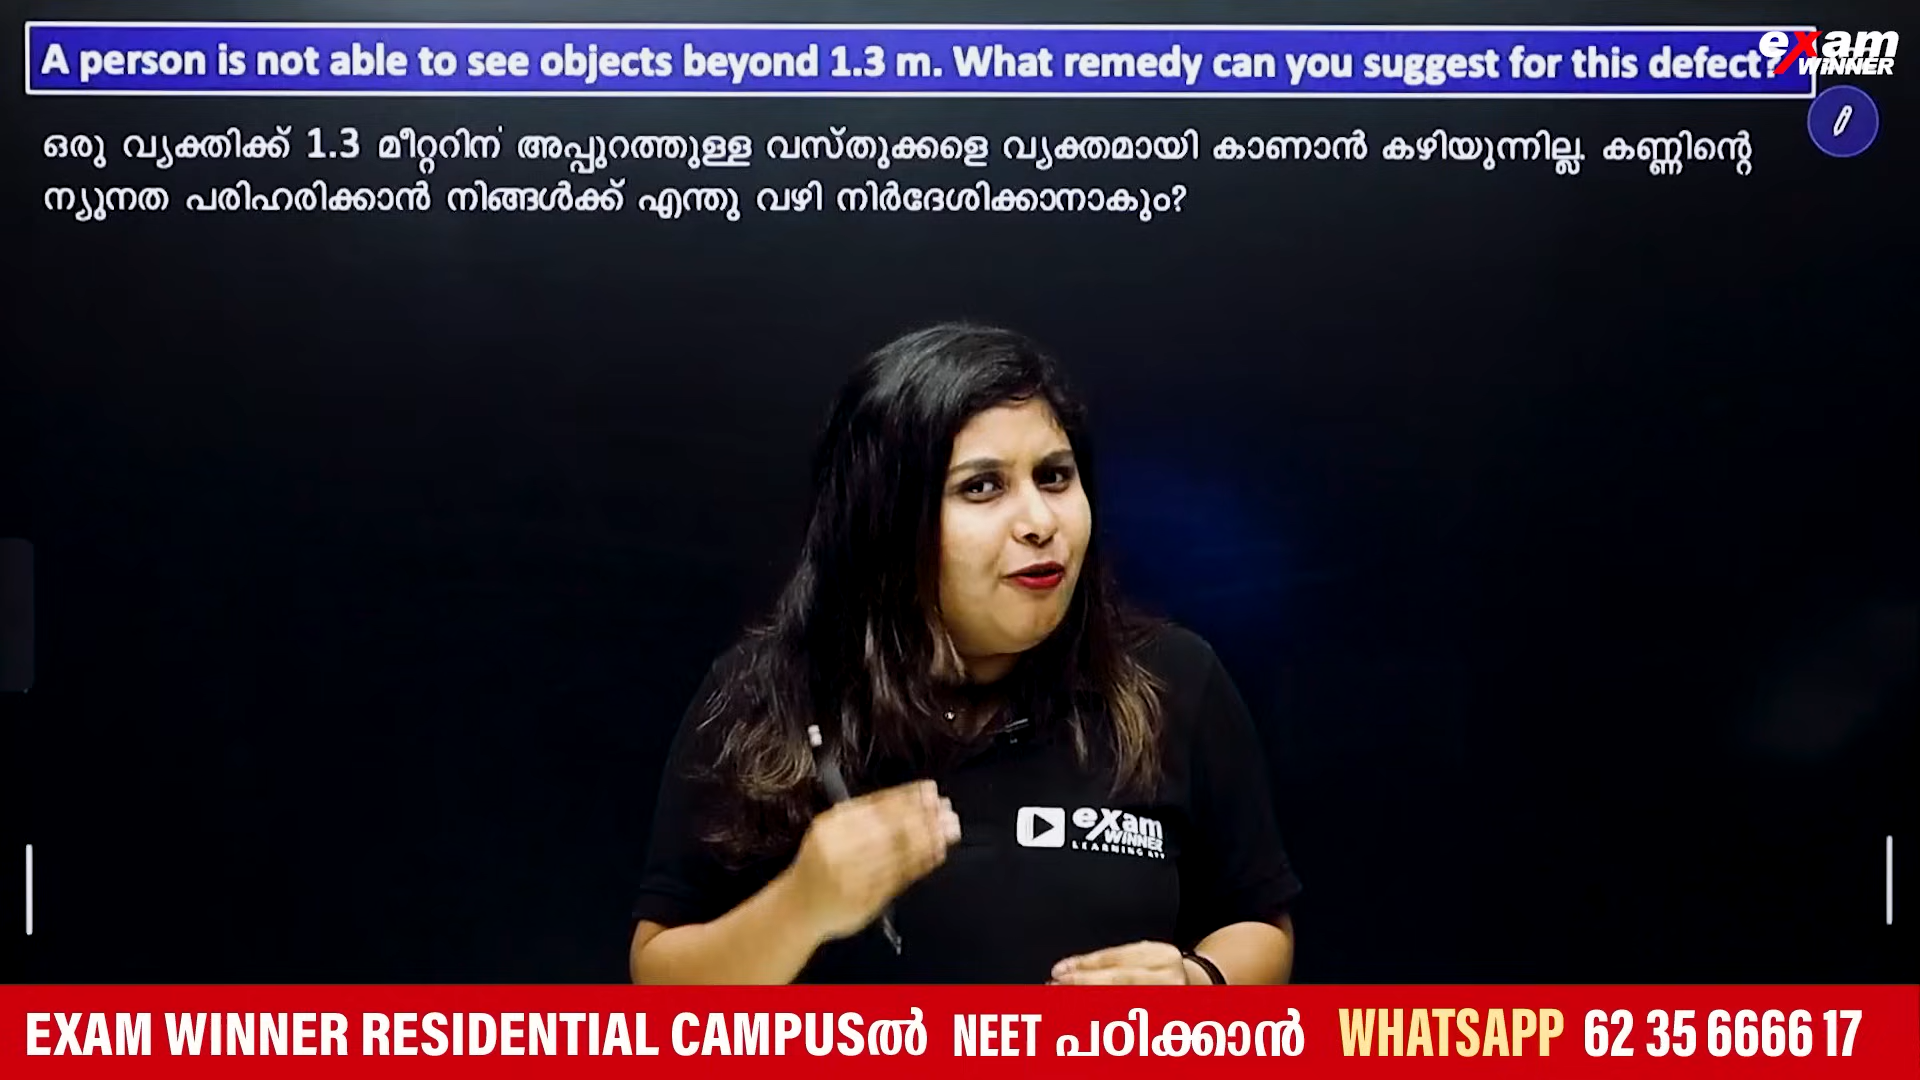 A person is not able to see objects beyond 1.3 m. What remedy can you suggest for this defect?
exam
WINNER
ഒരു വ്യക്തിക്ക് 1.3 മീറ്ററിന് അപ്പുറത്തുള്ള വസ്തുക്കളെ വ്യക്തമായി കാണാൻ കഴിയുന്നില്ല. കണ്ണിന്റെ
ന്യൂനത പരിഹരിക്കാൻ നിങ്ങൾക്ക് എന്തു വഴി നിർദേശിക്കാനാകും?
exam
WINNER
LEARNING APP
EXAM WINNER RESIDENTIAL CAMPUSൽ NEET പഠിക്കാൻ WHATSAPP 62 35 6666 17